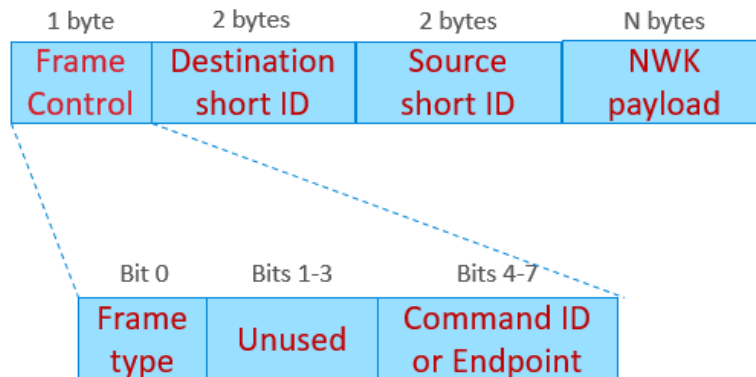 1 byte 2 bytes 2 bytes N bytes
Frame Destination Source NWK
Control short ID short ID payload
Bit 0 Bits 1-3 Bits 4-7
Frame Unused Command ID
type or Endpoint